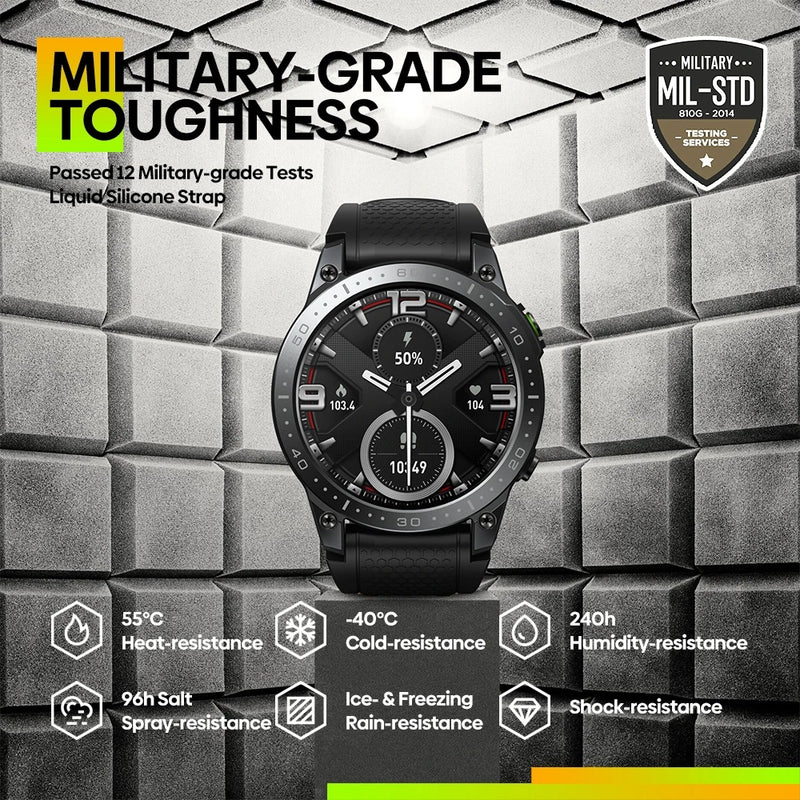 MILITARY-GRADE
TOUGHNESS
Passed 12 Military-grade Tests
Liquid Silicone Strap
MILITARY
MIL-STD
810G - 2014
TESTING
SERVICES
60
50
10
12
50%
9
3
103.4
104
1049
40
20
30
55°C
Heat-resistance
-40°C
Cold-resistance
240h
Humidity-resistance
96h Salt
Spray-resistance
Ice- & Freezing
Rain-resistance
Shock-resistance